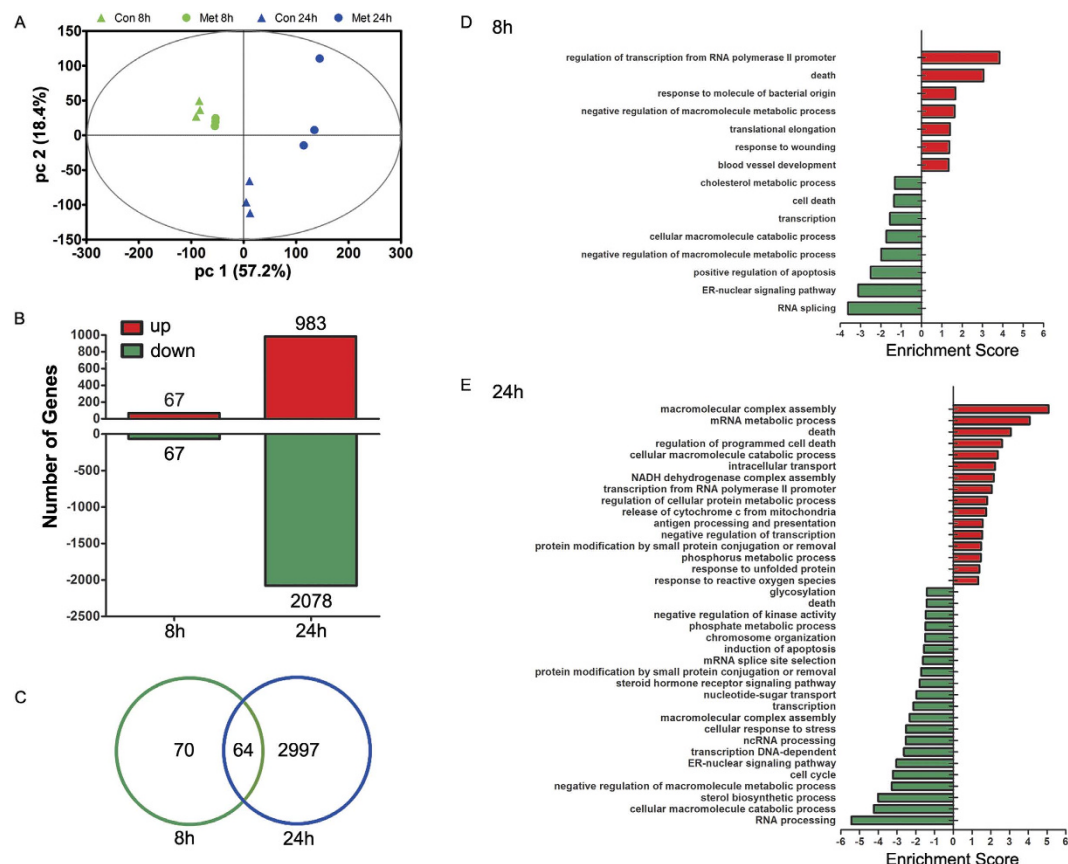 A
Con 8h Met 8h Con 24h Met 24h
150
100
50
0
-50
-100
-150
pc 2 (18.4%)
-300 -200 -100 0 100 200 300
pc 1 (57.2%)
B
up
down
1000
800
600
400
200
0
0
-500
-1000
-1500
-2000
-2500
Number of Genes
67
983
67
2078
8h 24h
C
70 64 2997
8h 24h
D 8h
regulation of transcription from RNA polymerase II promoter
death
response to molecule of bacterial origin
negative regulation of macromolecule metabolic process
translational elongation
response to wounding
blood vessel development
cholesterol metabolic process
cell death
transcription
cellular macromolecule catabolic process
negative regulation of macromolecule metabolic process
positive regulation of apoptosis
ER-nuclear signaling pathway
RNA splicing
-4 -3 -2 -1 0 1 2 3 4 5 6
Enrichment Score
E 24h
macromolecular complex assembly
mRNA metabolic process
death
regulation of programmed cell death
cellular macromolecule catabolic process
intracellular transport
NADH dehydrogenase complex assembly
transcription from RNA polymerase II promoter
regulation of cellular protein metabolic process
release of cytochrome c from mitochondria
antigen processing and presentation
negative regulation of transcription
protein modification by small protein conjugation or removal
phosphorus metabolic process
response to unfolded protein
response to reactive oxygen species
glycosylation
death
negative regulation of kinase activity
phosphate metabolic process
chromosome organization
induction of apoptosis
mRNA splice site selection
protein modification by small protein conjugation or removal
steroid hormone receptor signaling pathway
nucleotide-sugar transport
transcription
macromolecular complex assembly
cellular response to stress
ncRNA processing
transcription DNA-dependent
ER-nuclear signaling pathway
cell cycle
negative regulation of macromolecule metabolic process
sterol biosynthetic process
cellular macromolecule catabolic process
RNA processing
-6 -5 -4 -3 -2 -1 0 1 2 3 4 5 6
Enrichment Score